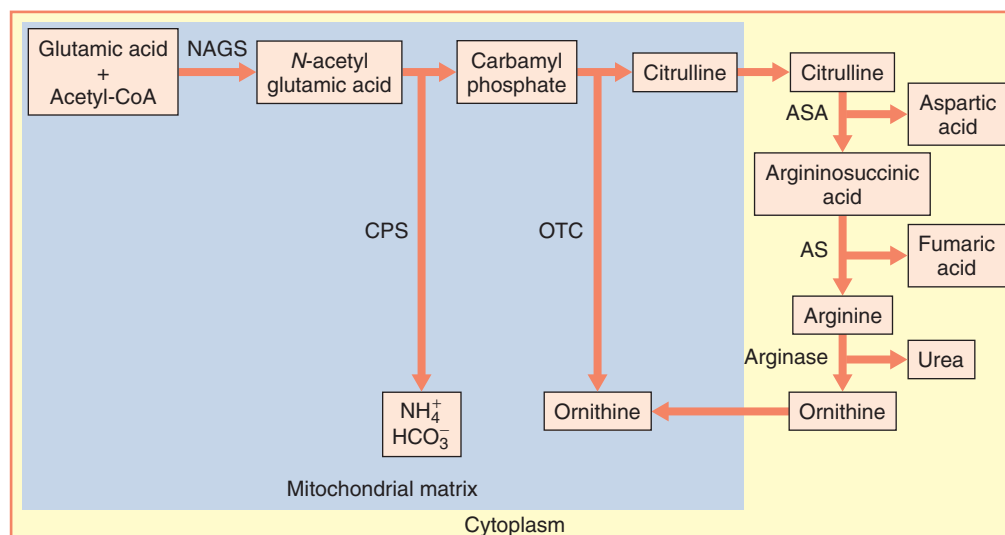 Glutamic acid
+
Acetyl-CoA
NAGS
N-acetyl
glutamic acid
Carbamyl
phosphate
Citrulline
Citrulline
ASA
Aspartic
acid
Argininosuccinic
acid
CPS
OTC
AS
Fumaric
acid
Arginine
Arginase
Urea
NH₄⁺
HCO₃⁻
Ornithine
Ornithine
Mitochondrial matrix
Cytoplasm